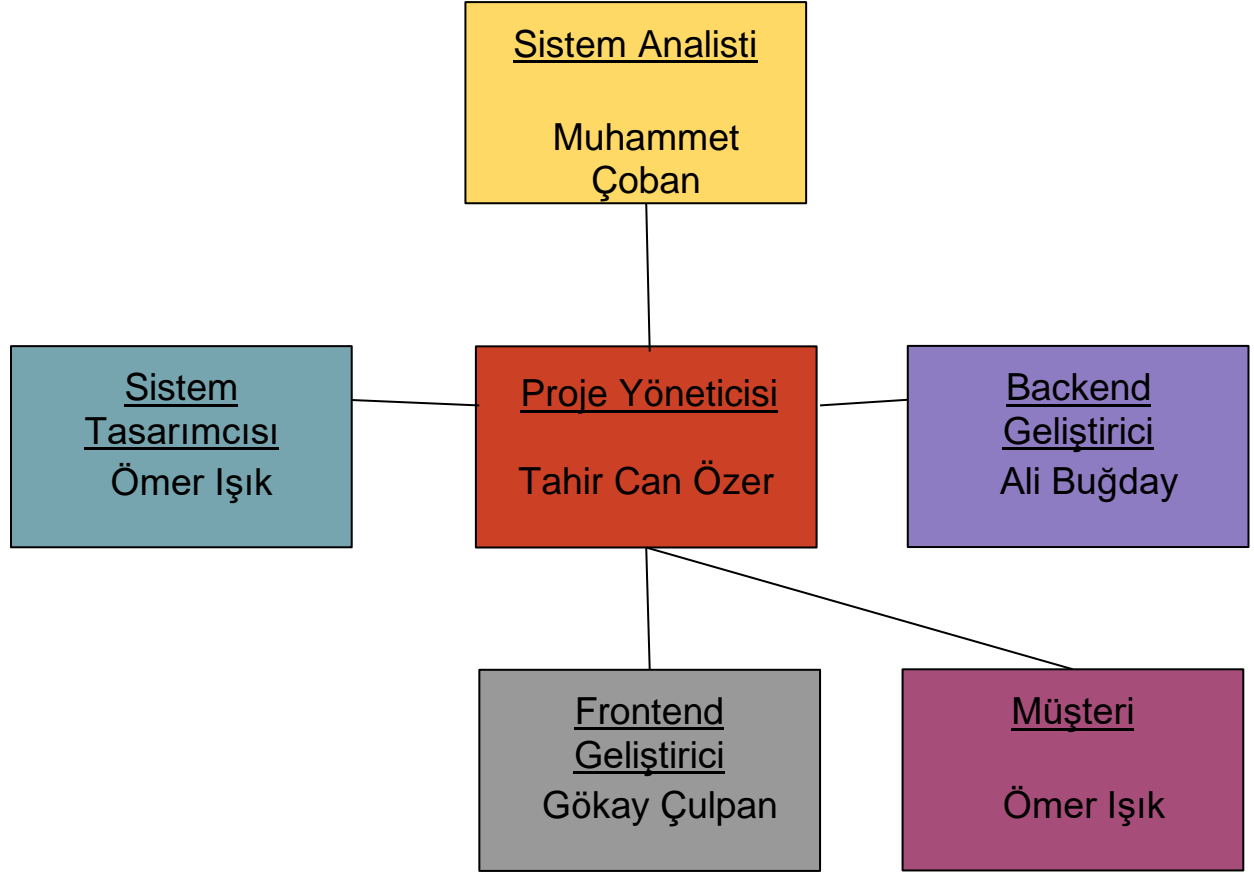 Sistem Analisti
Muhammet
Çoban
Sistem
Tasarımcısı
Ömer Işık
Proje Yöneticisi
Tahir Can Özer
Backend
Geliştirici
Ali Buğday
Frontend
Geliştirici
Gökay Çulpan
Müşteri
Ömer Işık